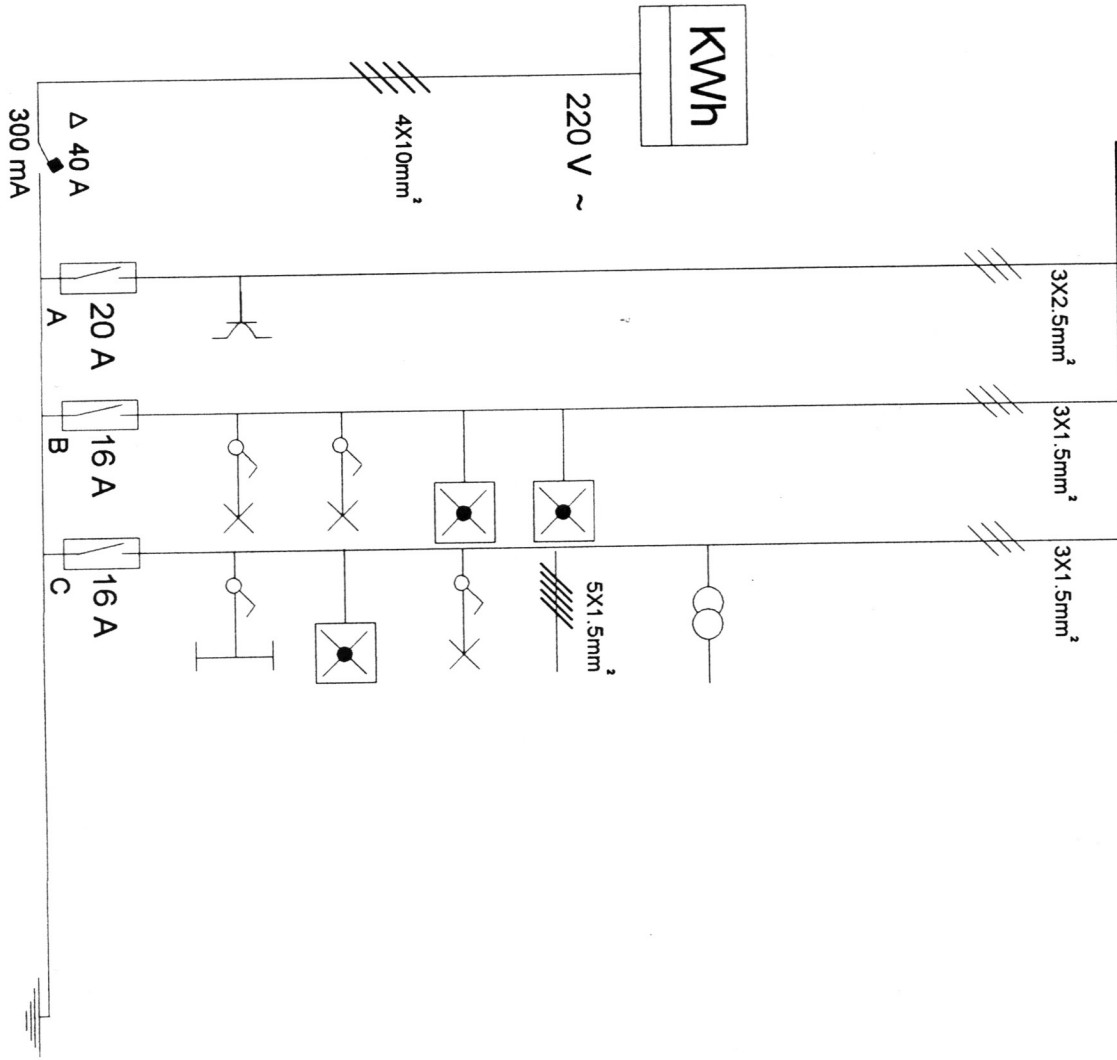 KWh
220 V ~
4X10mm²
Δ 40 A
300 mA
3X2.5mm²
20 A
A
3X1.5mm²
16 A
B
3X1.5mm²
5X1.5mm²
16 A
C